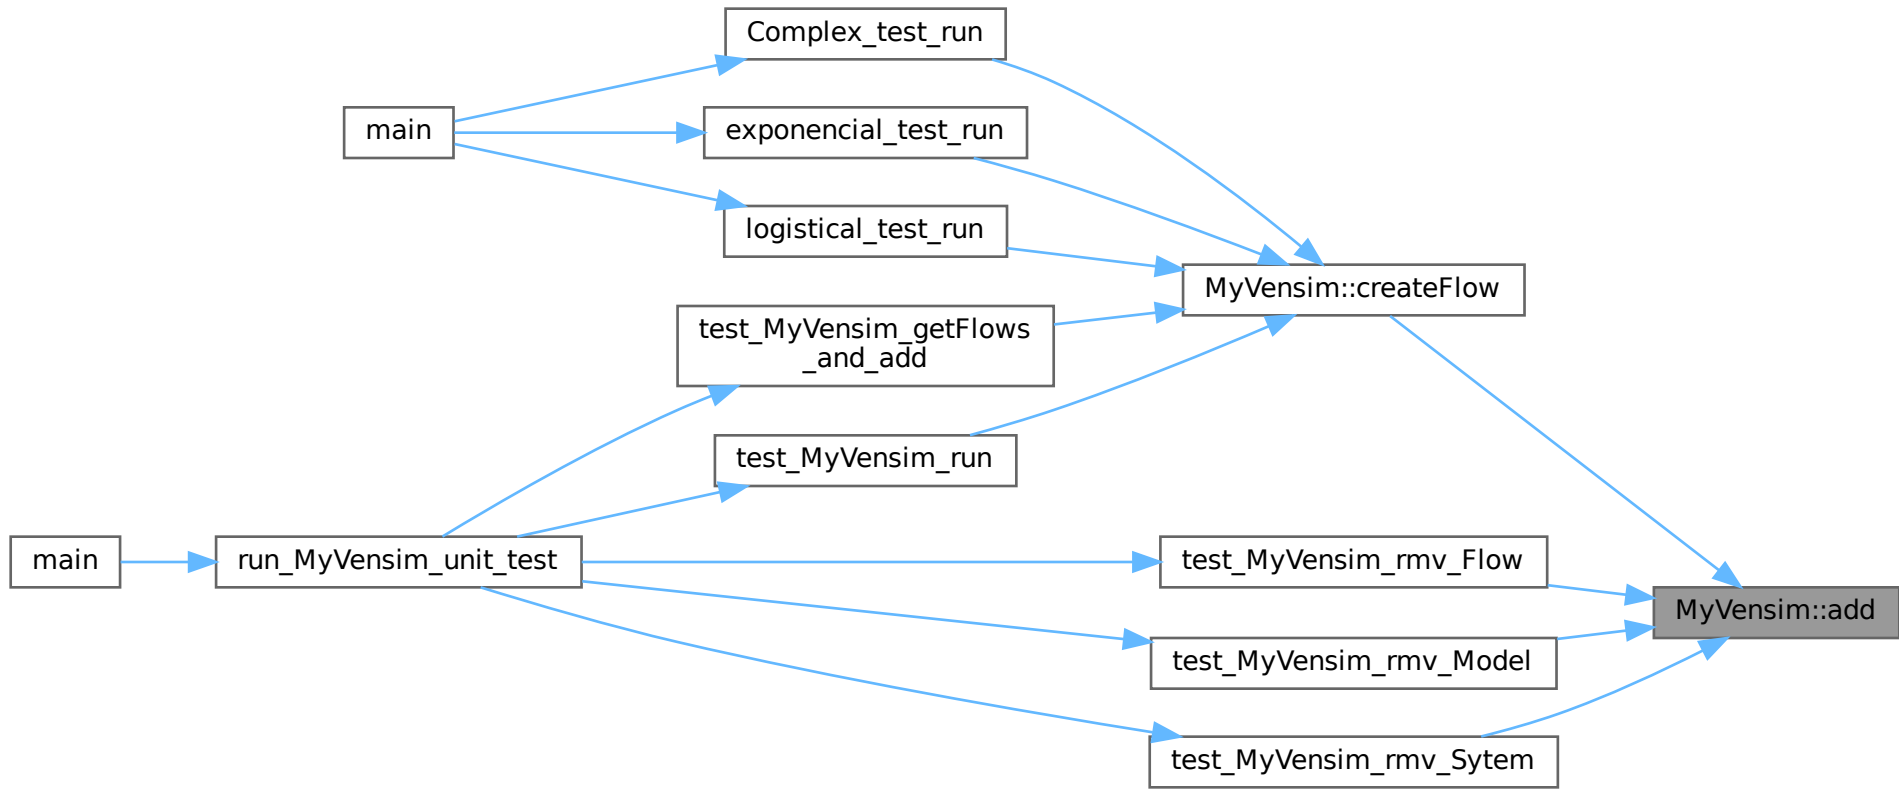 Complex_test_run
main
exponencial_test_run
logistical_test_run
MyVensim::createFlow
test_MyVensim_getFlows
_and_add
test_MyVensim_run
main
run_MyVensim_unit_test
test_MyVensim_rmv_Flow
MyVensim::add
test_MyVensim_rmv_Model
test_MyVensim_rmv_Sytem